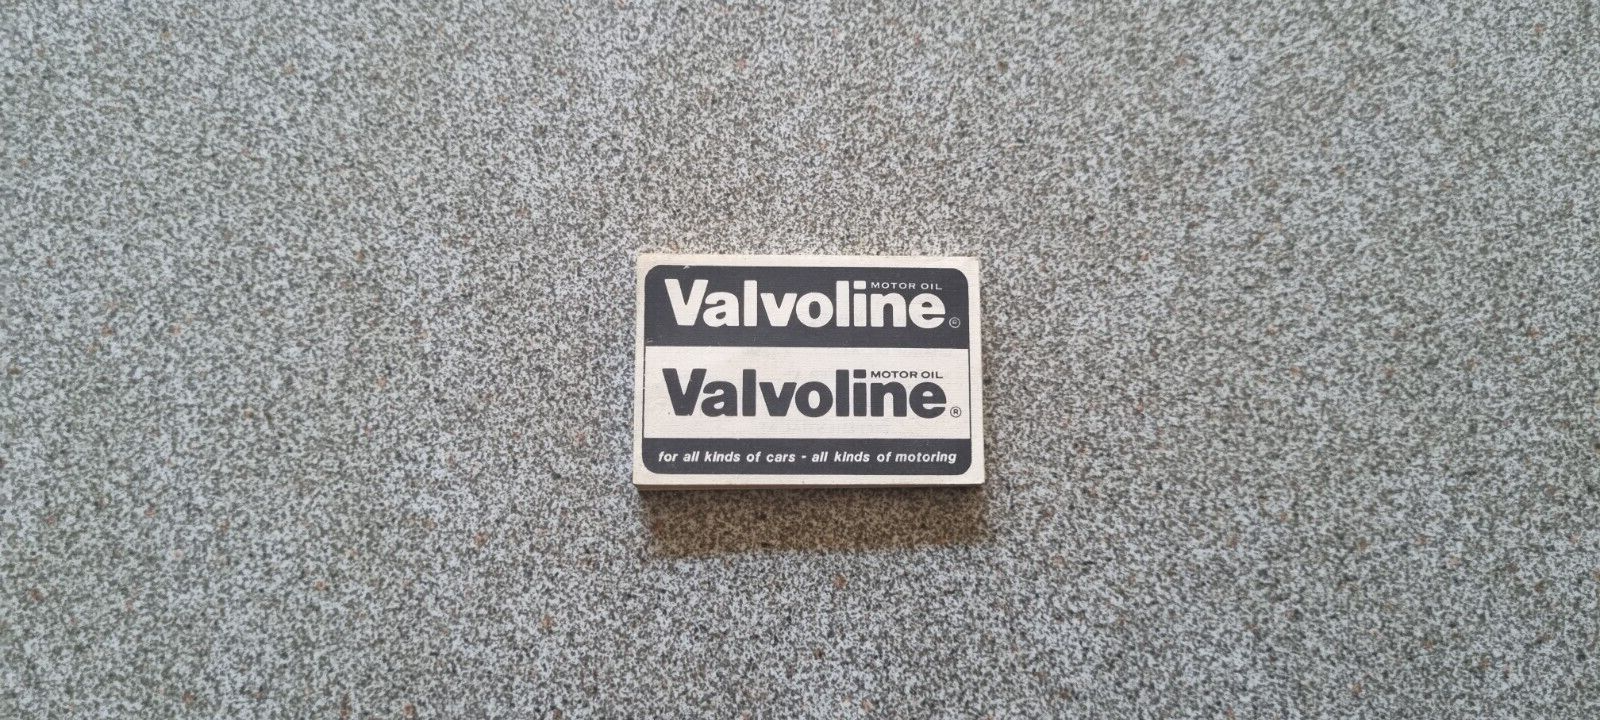 MOTOR OIL
Valvoline®
MOTOR OIL
Valvoline®
for all kinds of cars - all kinds of motoring